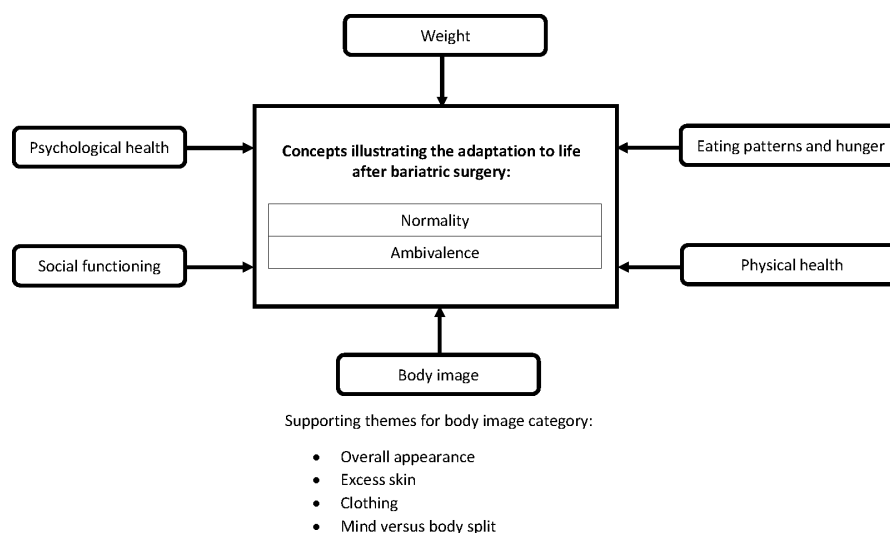 Weight
Psychological health
Concepts illustrating the adaptation to life
after bariatric surgery:
Eating patterns and hunger
Normality
Ambivalence
Social functioning
Physical health
Body image
Supporting themes for body image category:
• Overall appearance
• Excess skin
• Clothing
• Mind versus body split